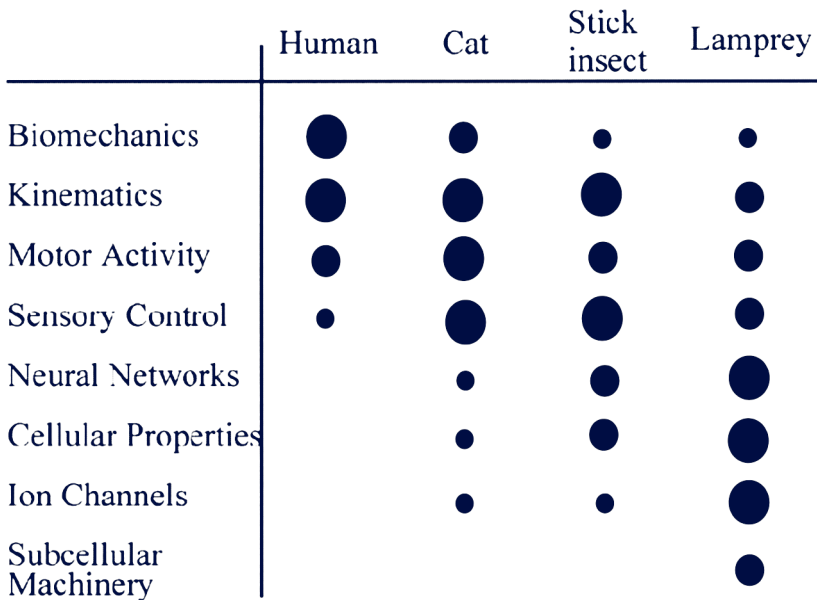 Human Cat Stick insect Lamprey
Biomechanics
Kinematics
Motor Activity
Sensory Control
Neural Networks
Cellular Properties
Ion Channels
Subcellular
Machinery